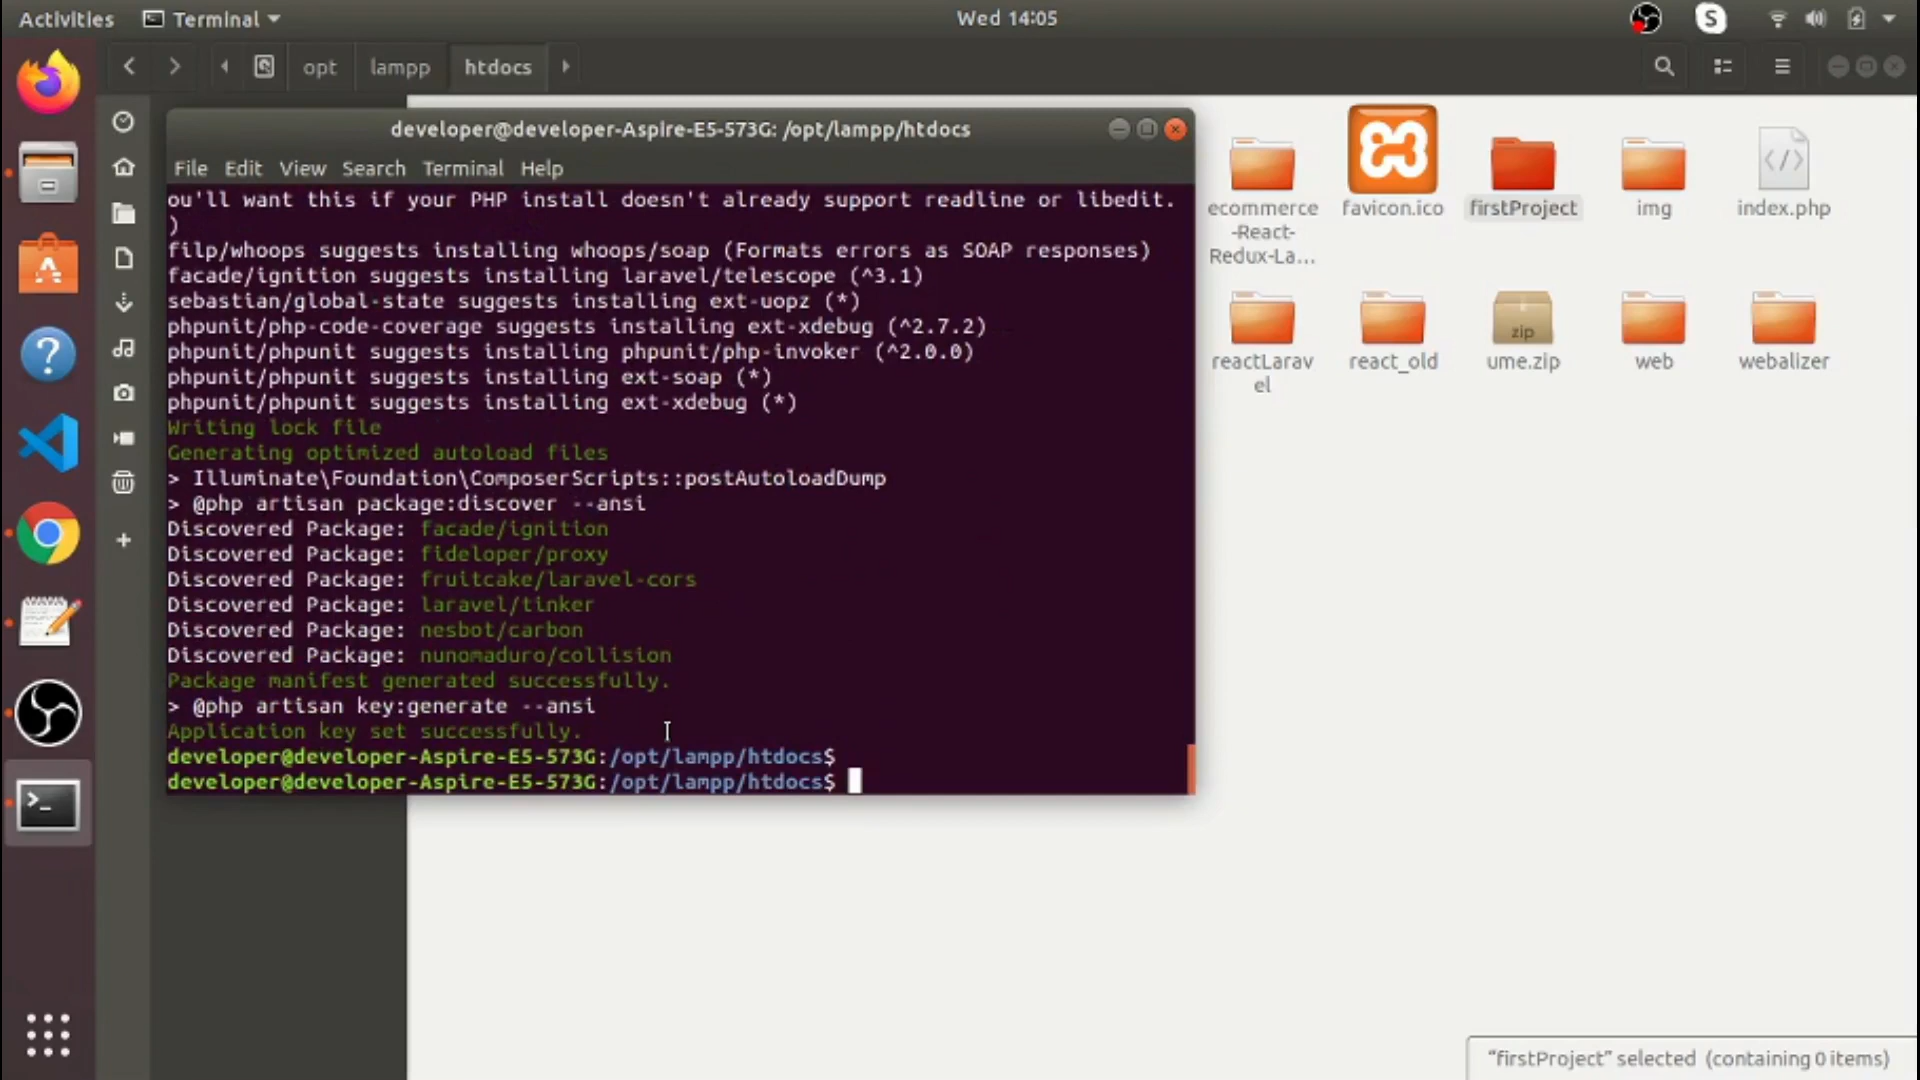 Activities
Terminal
Wed 14:05
S
opt
lampp
htdocs
developer@developer-Aspire-E5-573G: /opt/lampp/htdocs
File Edit View Search Terminal Help
ou'll want this if your PHP install doesn't already support readline or libedit.
)
filp/whoops suggests installing whoops/soap (Formats errors as SOAP responses)
facade/ignition suggests installing laravel/telescope (^3.1)
sebastian/global-state suggests installing ext-uopz (*)
phpunit/php-code-coverage suggests installing ext-xdebug (^2.7.2)
phpunit/phpunit suggests installing phpunit/php-invoker (^2.0.0)
phpunit/phpunit suggests installing ext-soap (*)
phpunit/phpunit suggests installing ext-xdebug (*)
Writing lock file
Generating optimized autoload files
> Illuminate\Foundation\ComposerScripts::postAutoloadDump
> @php artisan package:discover --ansi
Discovered Package: facade/ignition
Discovered Package: fideloper/proxy
Discovered Package: fruitcake/laravel-cors
Discovered Package: laravel/tinker
Discovered Package: nesbot/carbon
Discovered Package: nunomaduro/collision
Package manifest generated successfully.
> @php artisan key:generate --ansi
Application key set successfully.
developer@developer-Aspire-E5-573G:/opt/lampp/htdocs$
developer@developer-Aspire-E5-573G:/opt/lampp/htdocs$
ecommerce
-React-
Redux-La...
favicon.ico
firstProject
img
index.php
reactLarav
el
react_old
zip
ume.zip
web
webalizer
"firstProject" selected (containing 0 items)